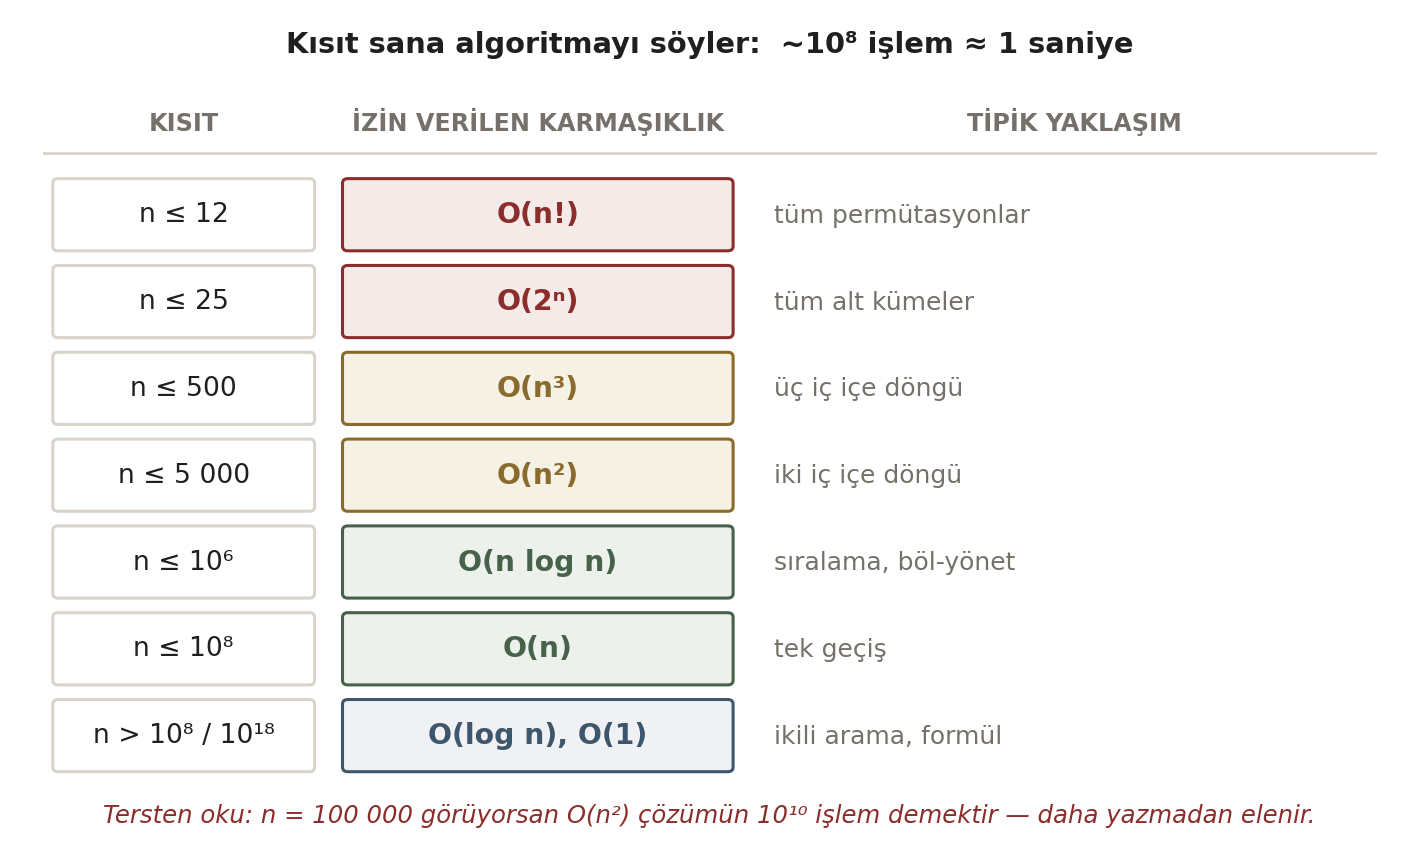 Kısıt sana algoritmayı söyler:  ~10⁸ işlem ≈ 1 saniye
KISIT İZİN VERİLEN KARMAŞIKLIK TİPİK YAKLAŞIM
n ≤ 12 O(n!) tüm permütasyonlar
n ≤ 25 O(2ⁿ) tüm alt kümeler
n ≤ 500 O(n³) üç iç içe döngü
n ≤ 5 000 O(n²) iki iç içe döngü
n ≤ 10⁶ O(n log n) sıralama, böl-yönet
n ≤ 10⁸ O(n) tek geçiş
n > 10⁸ / 10¹⁸ O(log n), O(1) ikili arama, formül
Tersten oku: n = 100 000 görüyorsan O(n²) çözümün 10¹⁰ işlem demektir — daha yazmadan elenir.